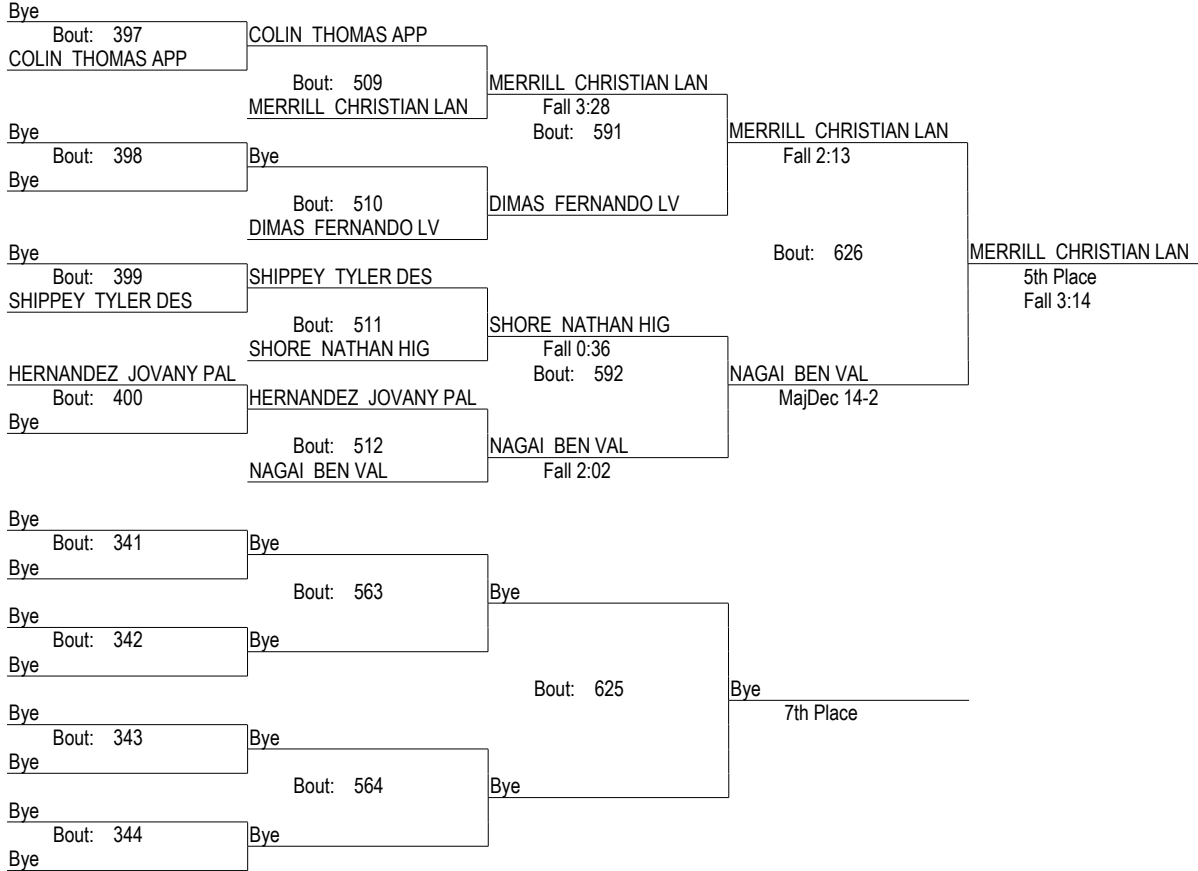 Bye
Bout: 397
COLIN THOMAS APP
COLIN THOMAS APP
Bout: 509
MERRILL CHRISTIAN LAN
MERRILL CHRISTIAN LAN
Fall 3:28
Bout: 591
MERRILL CHRISTIAN LAN
Fall 2:13
Bye
Bout: 398
Bye
Bye
Bout: 510
DIMAS FERNANDO LV
DIMAS FERNANDO LV
Bout: 626
MERRILL CHRISTIAN LAN
5th Place
Fall 3:14
Bye
Bout: 399
SHIPPEY TYLER DES
SHIPPEY TYLER DES
Bout: 511
SHORE NATHAN HIG
SHORE NATHAN HIG
Fall 0:36
Bout: 592
NAGAI BEN VAL
MajDec 14-2
HERNANDEZ JOVANY PAL
Bout: 400
Bye
HERNANDEZ JOVANY PAL
Bout: 512
NAGAI BEN VAL
NAGAI BEN VAL
Fall 2:02
Bye
Bout: 341
Bye
Bye
Bout: 563
Bye
Bye
Bout: 342
Bye
Bye
Bout: 625
Bye
7th Place
Bye
Bout: 343
Bye
Bye
Bout: 564
Bye
Bye
Bout: 344
Bye
Bye